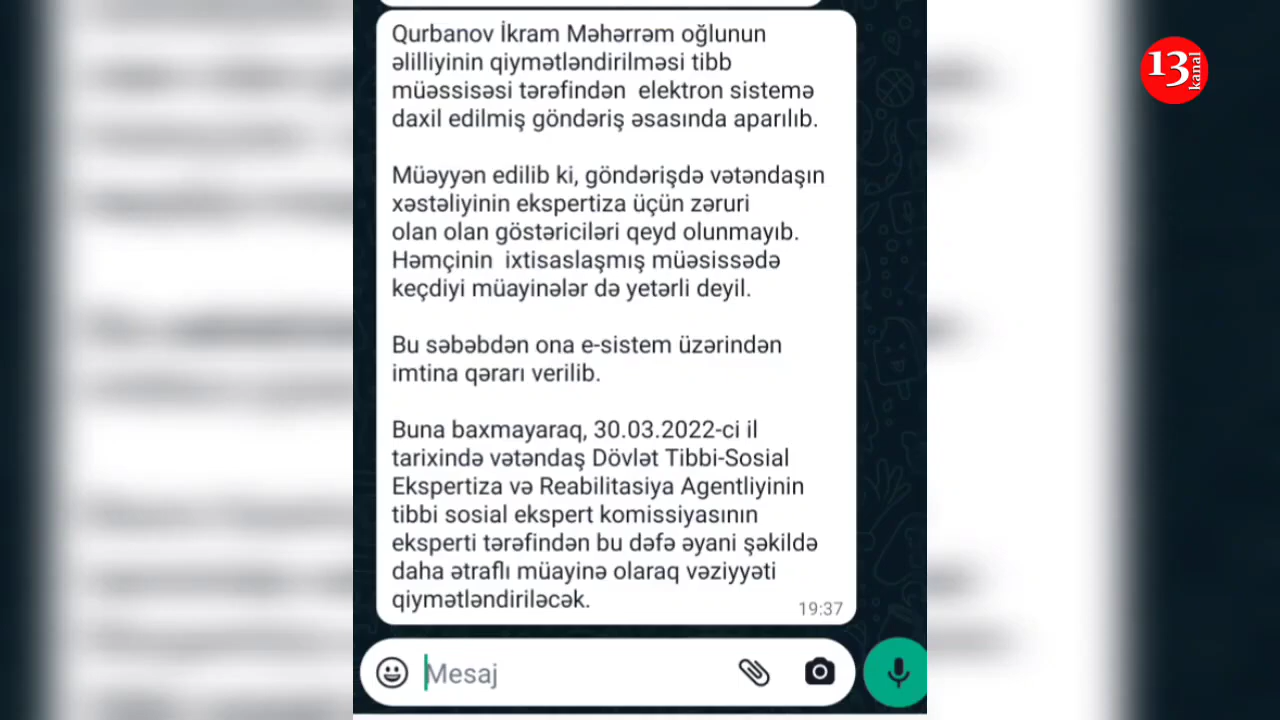 Qurbanov İkram Məhərrəm oğlunun
əlilliyinin qiymətləndirilməsi tibb
müəssisəsi tərəfindən  elektron sistemə
daxil edilmiş göndəriş əsasında aparılıb.
Müəyyən edilib ki, göndərişdə vətəndaşın
xəstəliyinin ekspertiza üçün zəruri
olan olan göstəriciləri qeyd olunmayıb.
Həmçinin  ixtisaslaşmış müəsissədə
keçdiyi müayinələr də yetərli deyil.
Bu səbəbdən ona e-sistem üzərindən
imtina qərarı verilib.
Buna baxmayaraq, 30.03.2022-ci il
tarixində vətəndaş Dövlət Tibbi-Sosial
Ekspertiza və Reabilitasiya Agentliyinin
tibbi sosial ekspert komissiyasının
eksperti tərəfindən bu dəfə əyani şəkildə
daha ətraflı müayinə olaraq vəziyyəti
qiymətləndiriləcək.
19:37
Mesaj
13 kanal